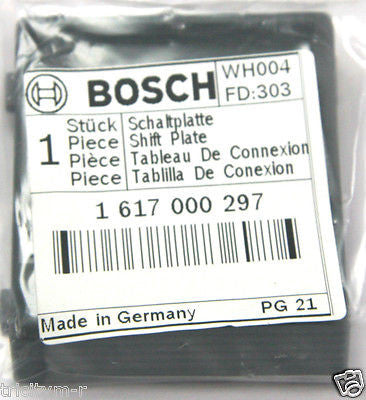 BOSCH WH004
FD:303
1 Stück Schaltplatte
Piece Shift Plate
Pièce Tableau De Connexion
Piece Tablilla De Conexion
1 617 000 297
Made in Germany PG 21
tricitym-r